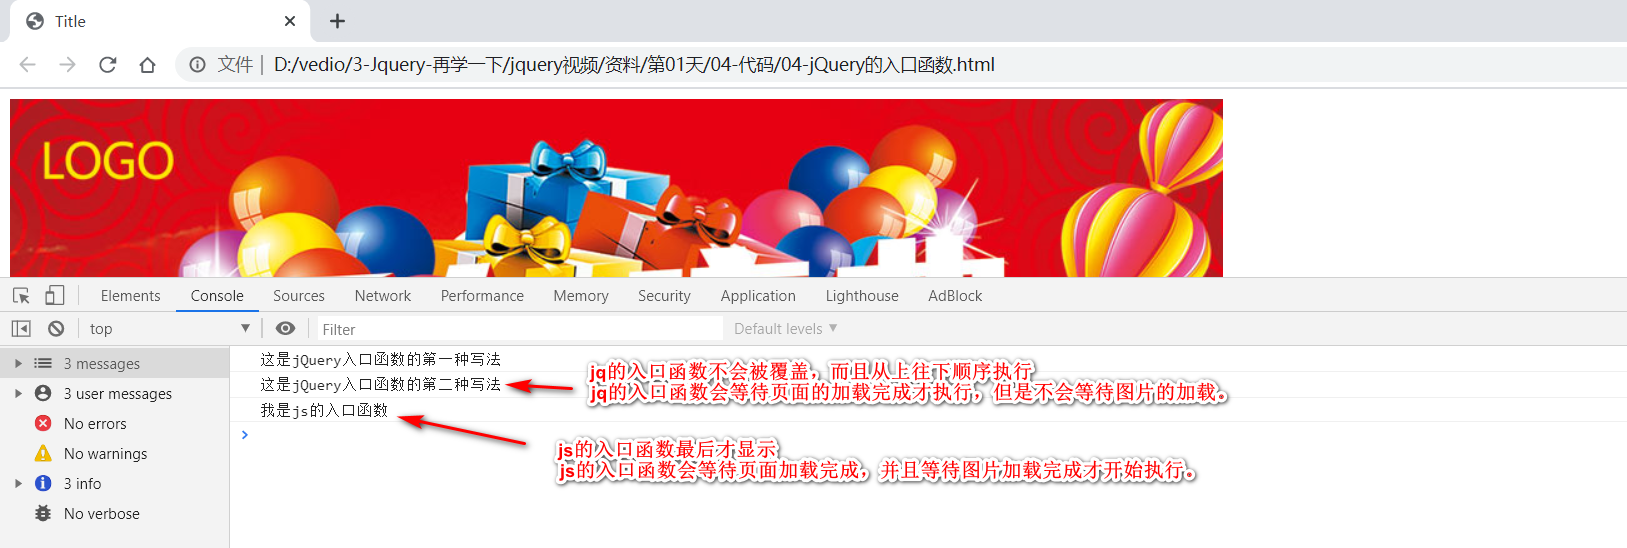 Title
文件 | D:/vedio/3-Jquery-再学一下/jquery视频/资料/第01天/04-代码/04-jQuery的入口函数.html
LOGO
Elements Console Sources Network Performance Memory Security Application Lighthouse AdBlock
top Filter Default levels
3 messages
3 user messages
No errors
No warnings
3 info
No verbose
这是jQuery入口函数的第一种写法
这是jQuery入口函数的第二种写法
我是js的入口函数
jq的入口函数不会被覆盖，而且从上往下顺序执行
jq的入口函数会等待页面的加载完成才执行，但是不会等待图片的加载。
js的入口函数最后才显示
js的入口函数会等待页面加载完成，并且等待图片加载完成才开始执行。